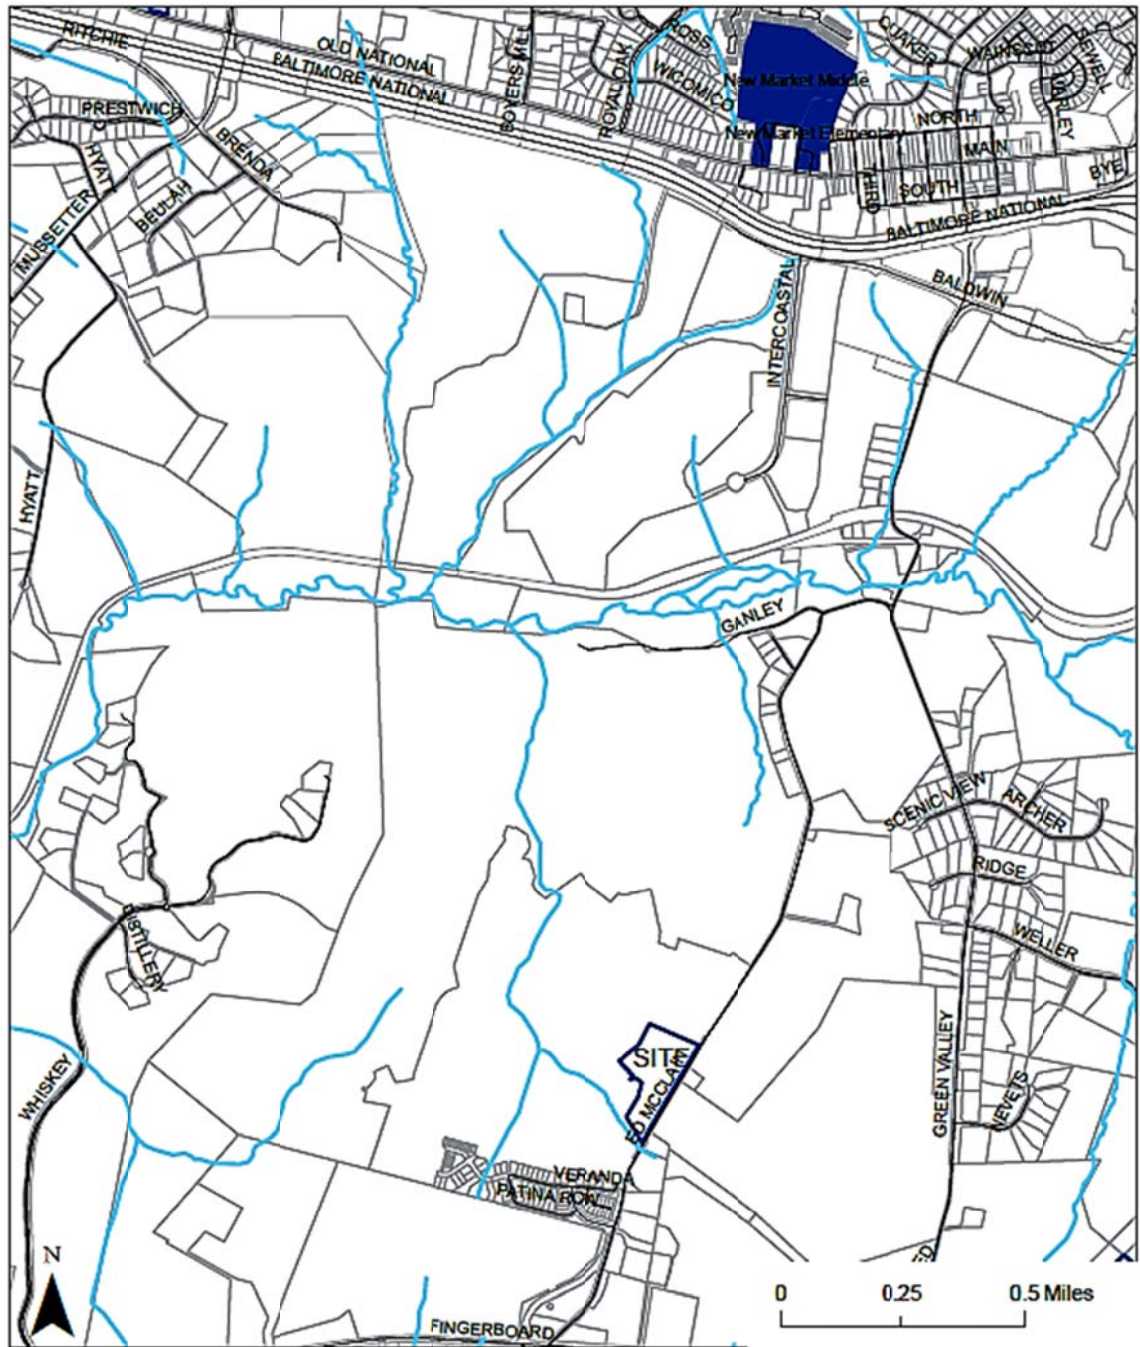 RITCHIE
OLD NATIONAL
BALTIMORE NATIONAL
BOYERS MILL
ROYAL OAK
ROSS
WICOMICO
New Market Middle
New Market Elementary
QUAKER
SEWELL
NORTH
MAIN
THIRD
SOUTH
BYE
BALTIMORE NATIONAL
PRESTWICH
BRENDA
HYATT
BEULAH
MUSSETTER
INTERCOASTAL
BALDWIN
HYATT
GANLEY
SCENIC VIEW
ARCHER
RIDGE
WELLER
DISTILLERY
WHISKEY
SITE
ED MCCLAIN
GREEN VALLEY
NEVETS
VERANDA
PATINA ROW
ED
FINGERBOARD
N
0 0.25 0.5 Miles